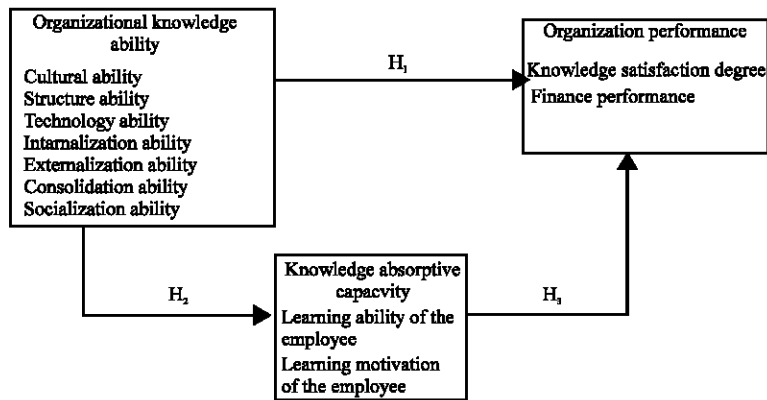 Organizational knowledge
ability
Cultural ability
Structure ability
Technology ability
Intarnalization ability
Externalization ability
Consolidation ability
Socialization ability
H₁
Organization performance
Knowledge satisfaction degree
Finance performance
H₂
Knowledge absorptive
capacvity
Learning ability of the
employee
Learning motivation
of the employee
H₃